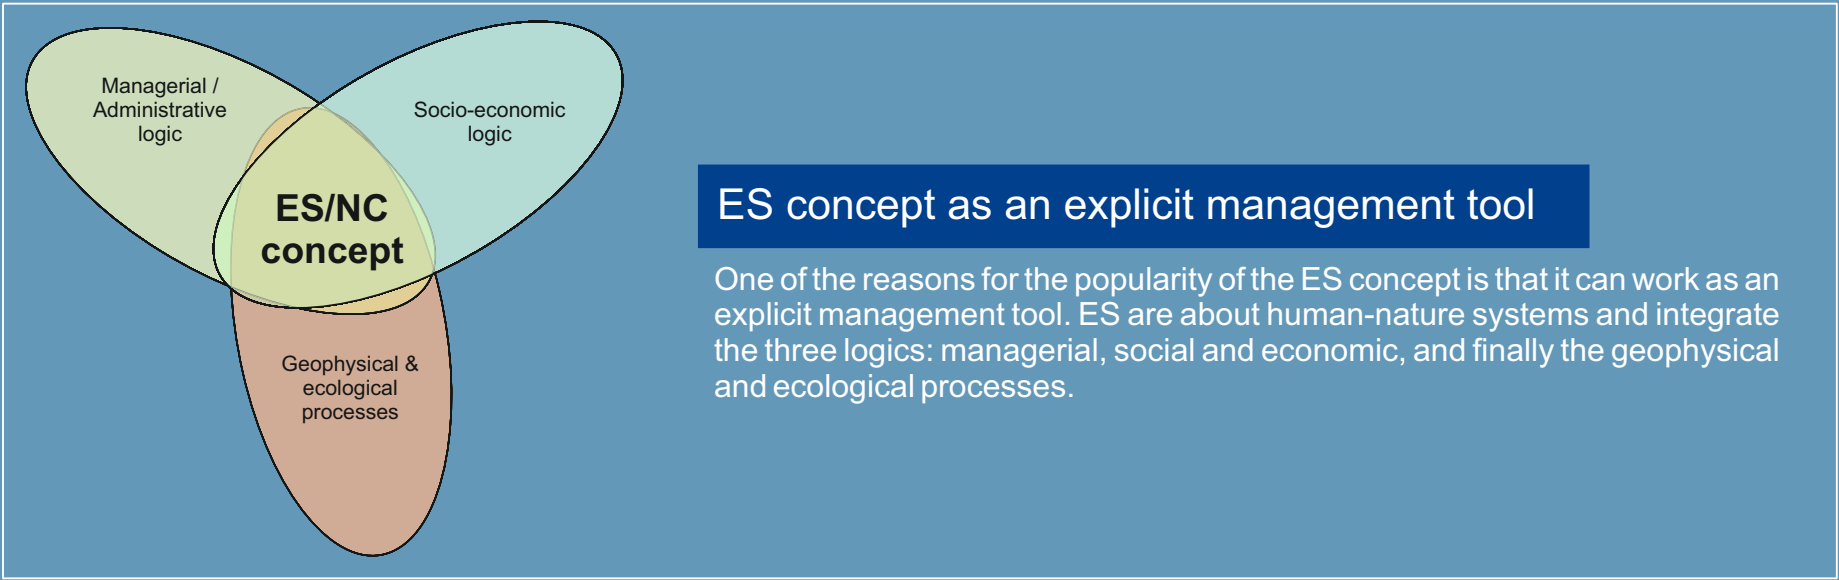 Managerial /
Administrative
logic
Socio-economic
logic
ES/NC
concept
Geophysical &
ecological
processes
ES concept as an explicit management tool
One of the reasons for the popularity of the ES concept is that it can work as an
explicit management tool. ES are about human-nature systems and integrate
the three logics: managerial, social and economic, and finally the geophysical
and ecological processes.